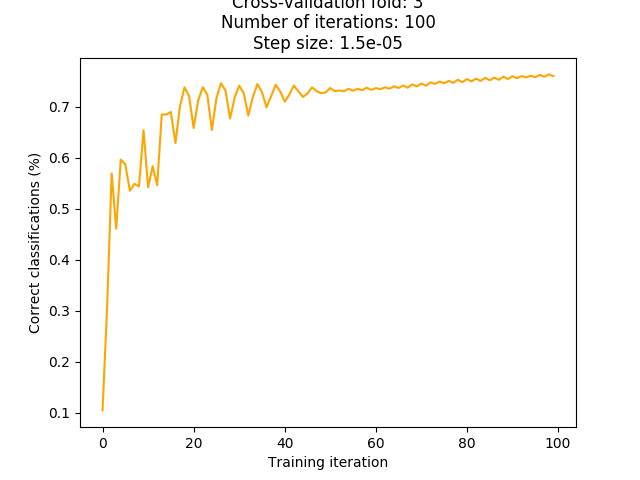 Cross-validation fold: 3
Number of iterations: 100
Step size: 1.5e-05
0.7
0.6
0.5
0.4
0.3
0.2
0.1
Correct classifications (%)
0 20 40 60 80 100
Training iteration